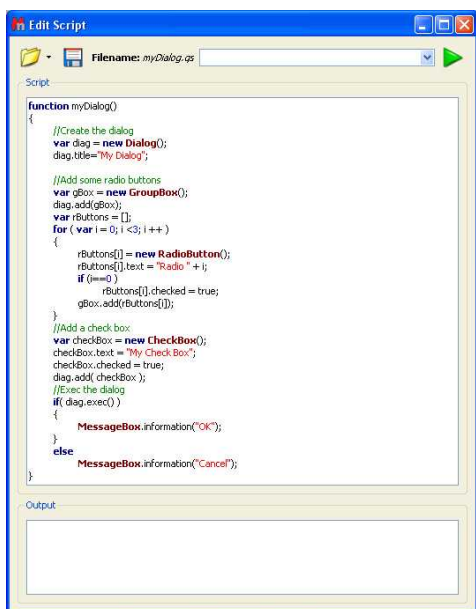 Edit Script
Filename: myDialog.qs
Script
function myDialog()
{
//Create the dialog
var diag = new Dialog();
diag.title="My Dialog";
//Add some radio buttons
var gBox = new GroupBox();
diag.add(gBox);
var rButtons = [];
for ( var i = 0; i <3; i ++ )
{
rButtons[i] = new RadioButton();
rButtons[i].text = "Radio " + i;
if (i==0 )
rButtons[i].checked = true;
gBox.add(rButtons[i]);
}
//Add a check box
var checkBox = new CheckBox();
checkBox.text = "My Check Box";
checkBox.checked = true;
diag.add( checkBox );
//Exec the dialog
if( diag.exec() )
{
MessageBox.information("OK");
}
else
MessageBox.information("Cancel");
}
Output